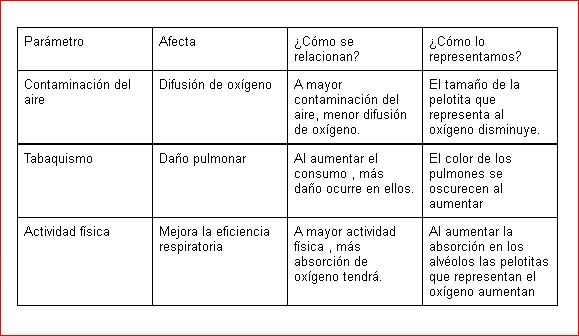 Parámetro
Afecta
¿Cómo se
relacionan?
¿Cómo lo
representamos?
Contaminación del
aire
Difusión de oxígeno
A mayor
contaminación del
aire, menor difusión
de oxígeno.
El tamaño de la
pelotita que
representa al
oxígeno disminuye.
Tabaquismo
Daño pulmonar
Al aumentar el
consumo , más
daño ocurre en ellos.
El color de los
pulmones se
oscurecen al
aumentar
Actividad física
Mejora la eficiencia
respiratoria
A mayor actividad
física , más
absorción de
oxígeno tendrá.
Al aumentar la
absorción en los
alvéolos las pelotitas
que representan el
oxígeno aumentan